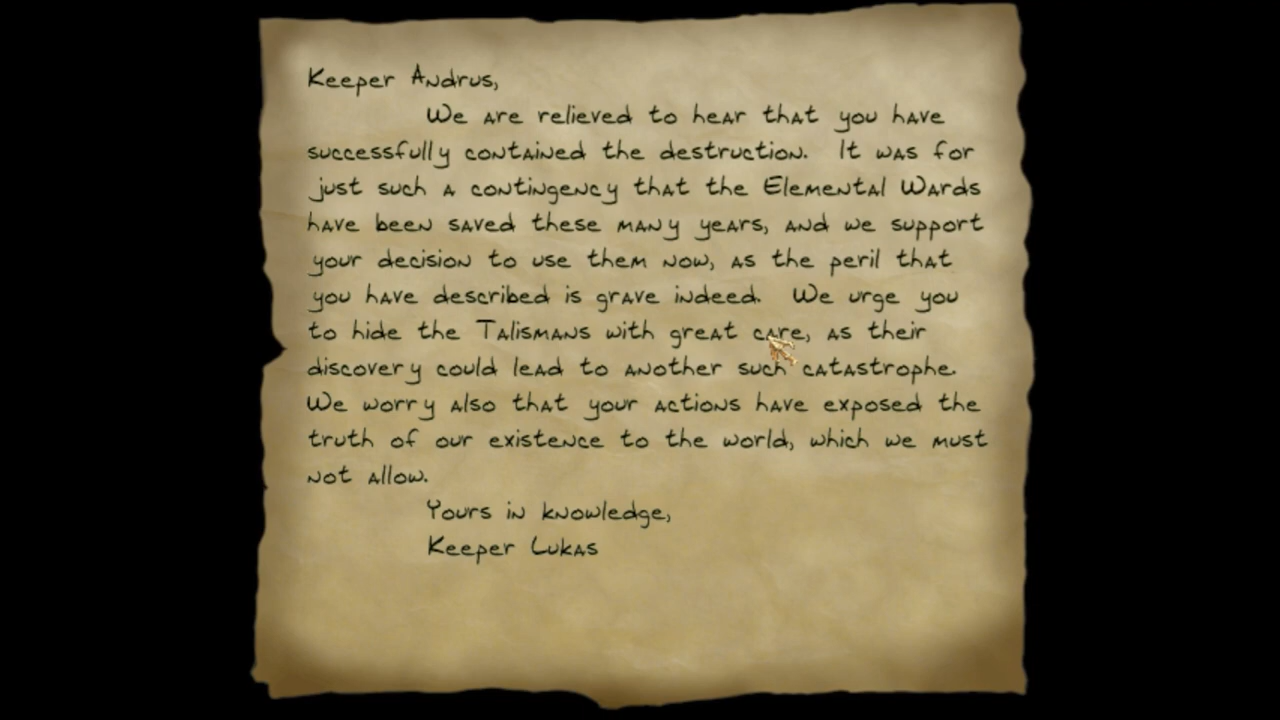 Keeper Andrus,
We are relieved to hear that you have
successfully contained the destruction. It was for
just such a contingency that the Elemental Wards
have been saved these many years, and we support
your decision to use them now, as the peril that
you have described is grave indeed. We urge you
to hide the Talismans with great care, as their
discovery could lead to another such catastrophe.
We worry also that your actions have exposed the
truth of our existence to the world, which we must
not allow.
Yours in knowledge,
Keeper Lukas